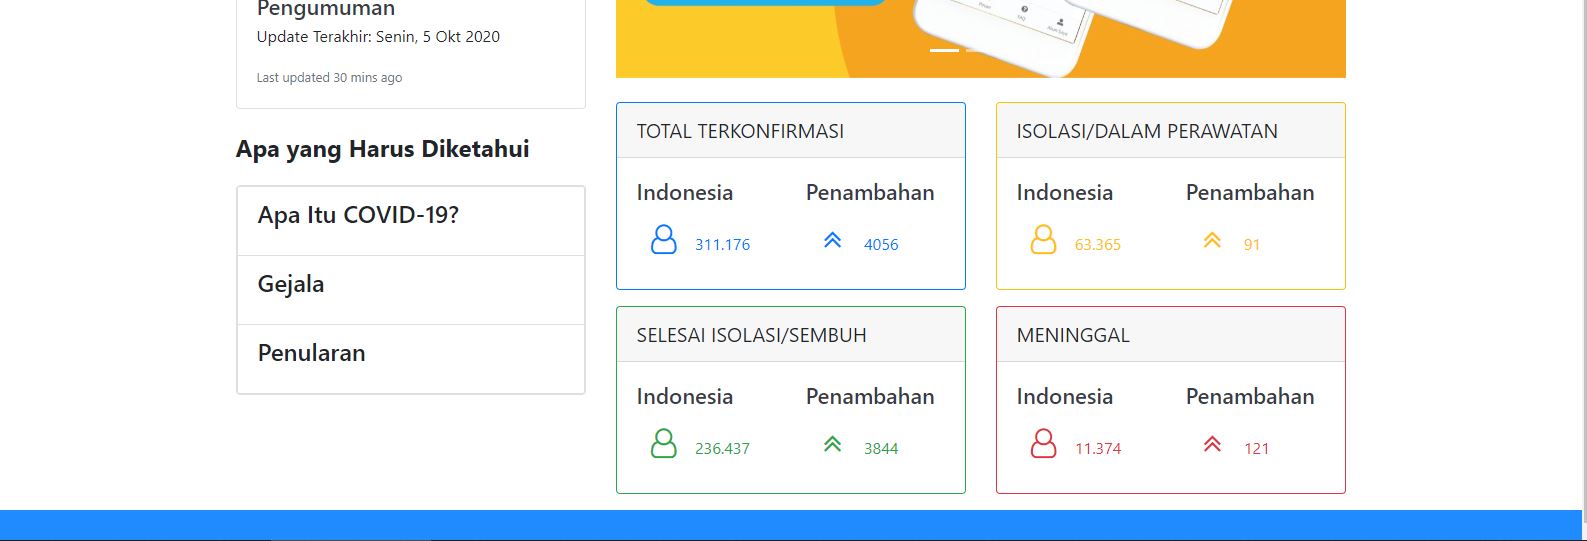 Pengumuman
Update Terakhir: Senin, 5 Okt 2020
Last updated 30 mins ago
Apa yang Harus Diketahui
Apa Itu COVID-19?
Gejala
Penularan
FAQ
TOTAL TERKONFIRMASI
Indonesia Penambahan
311.176 4056
ISOLASI/DALAM PERAWATAN
Indonesia Penambahan
63.365 91
SELESAI ISOLASI/SEMBUH
Indonesia Penambahan
236.437 3844
MENINGGAL
Indonesia Penambahan
11.374 121